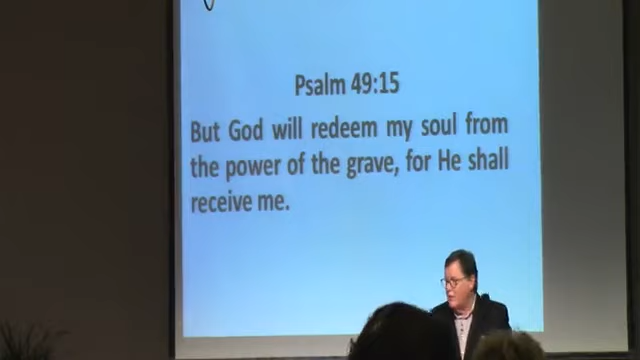 Psalm 49:15
But God will redeem my soul from
the power of the grave, for He shall
receive me.